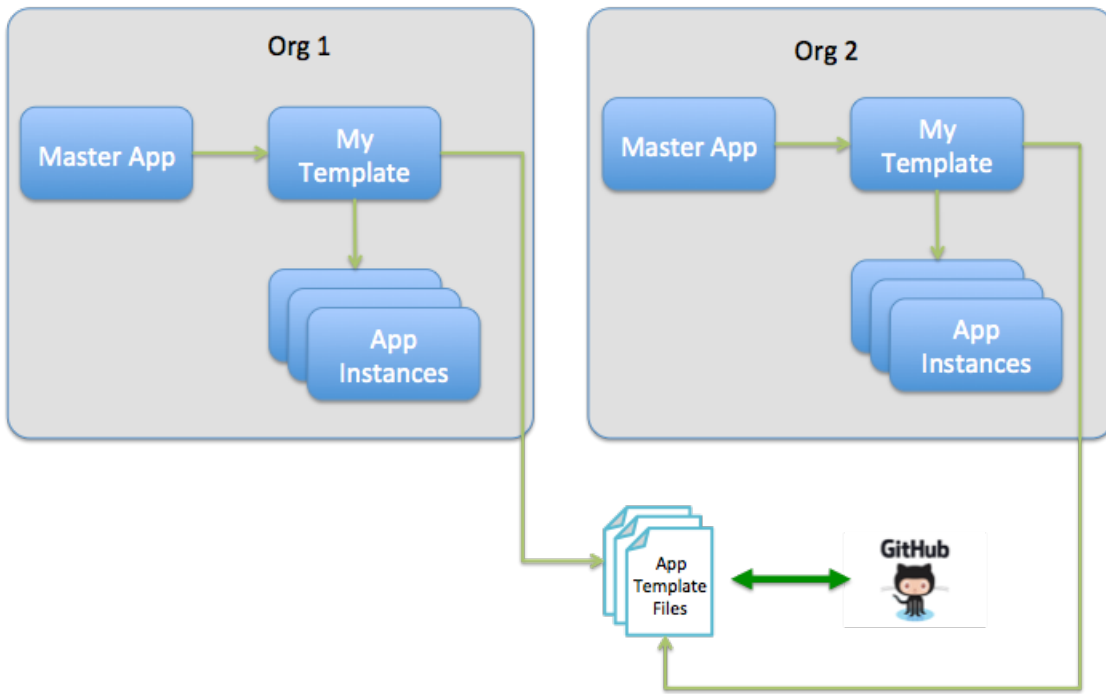 Org 1
Master App
My
Template
App
Instances
Org 2
Master App
My
Template
App
Instances
App
Template
Files
GitHub